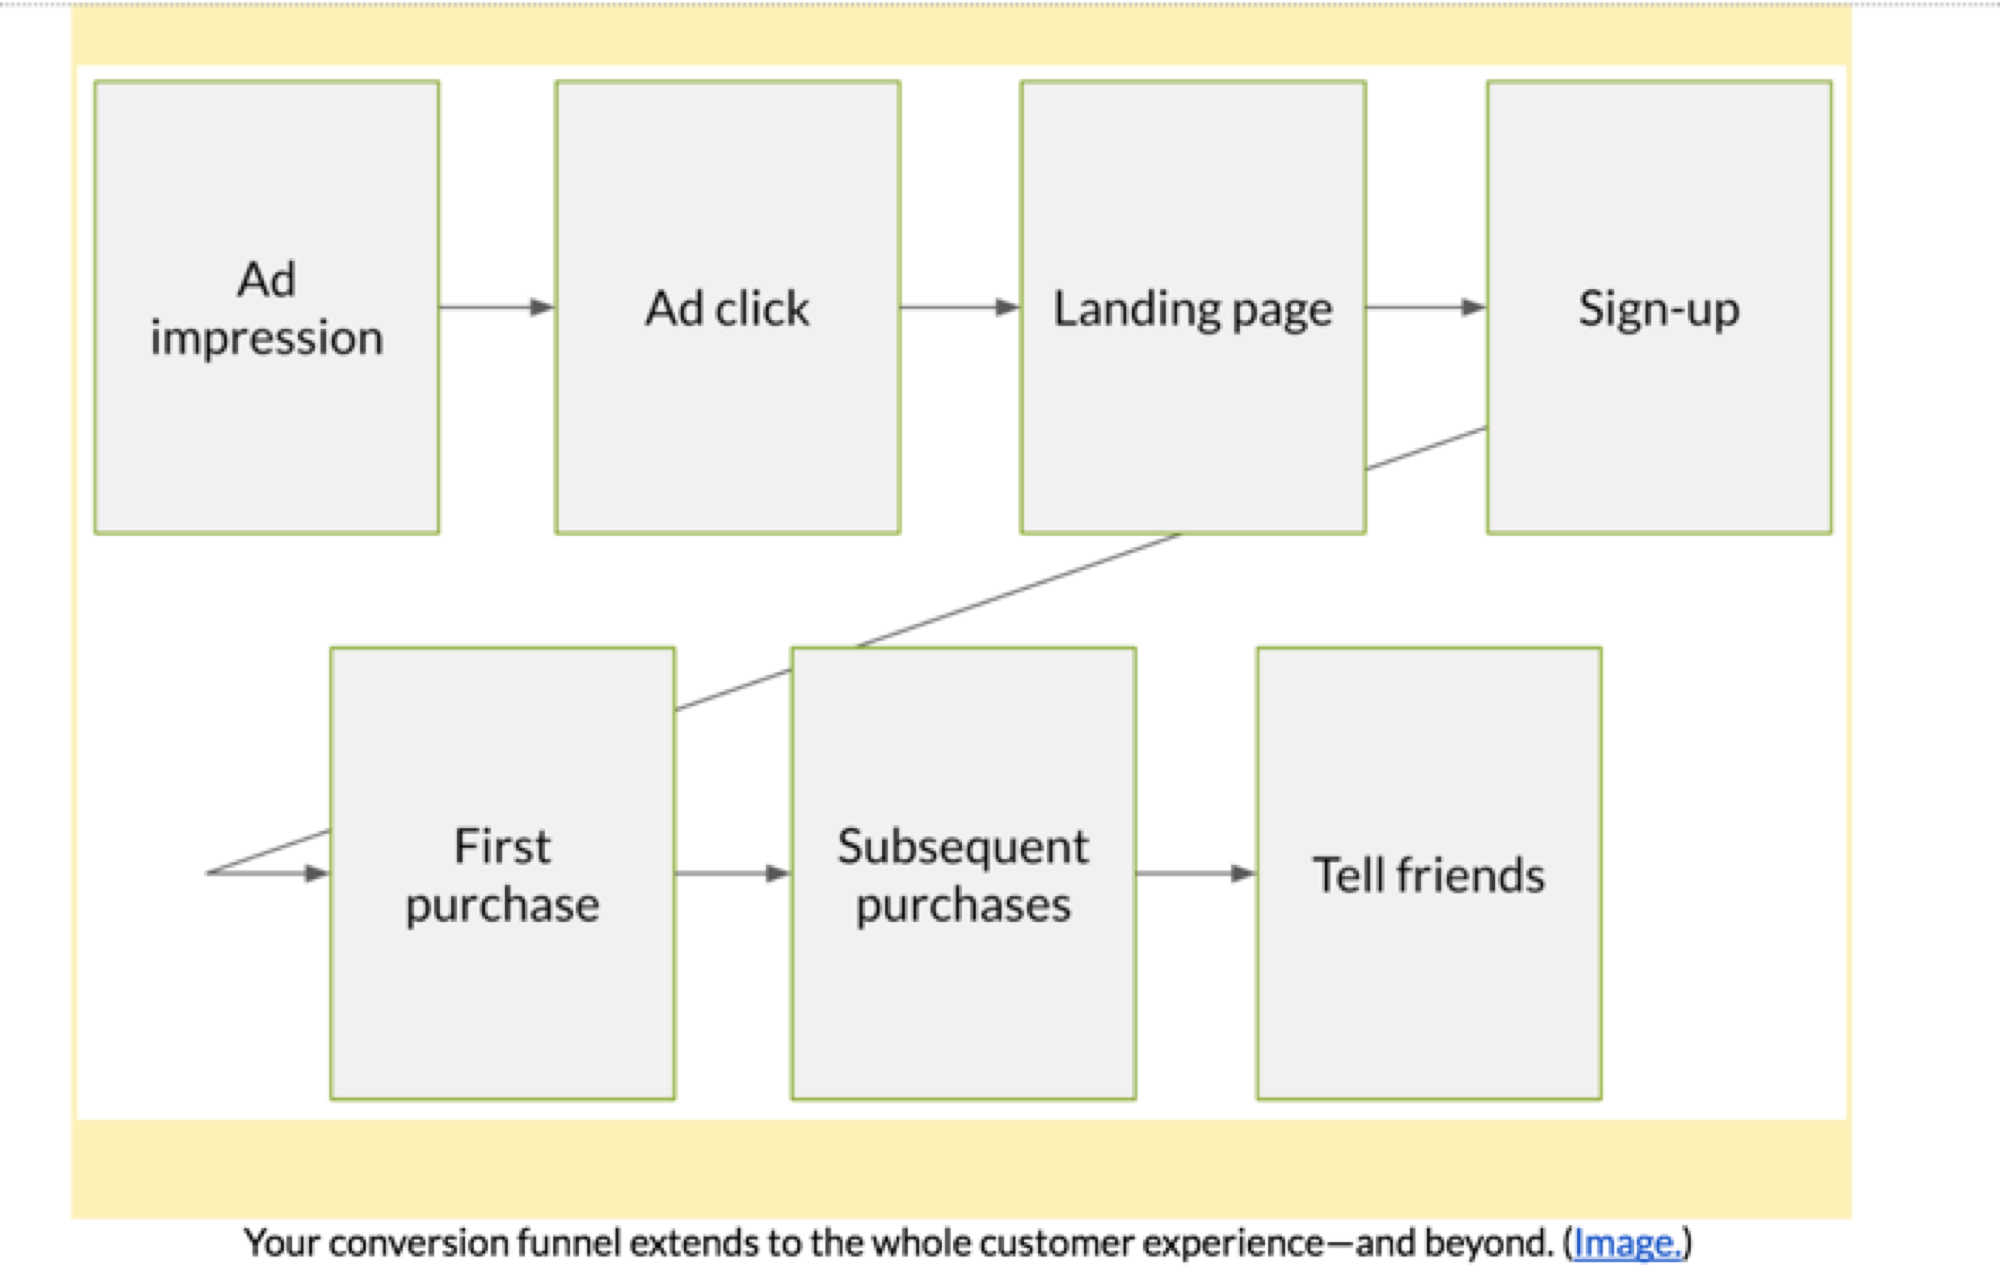 Ad
impression
Ad click
Landing page
Sign-up
First
purchase
Subsequent
purchases
Tell friends
Your conversion funnel extends to the whole customer experience—and beyond. (Image.)